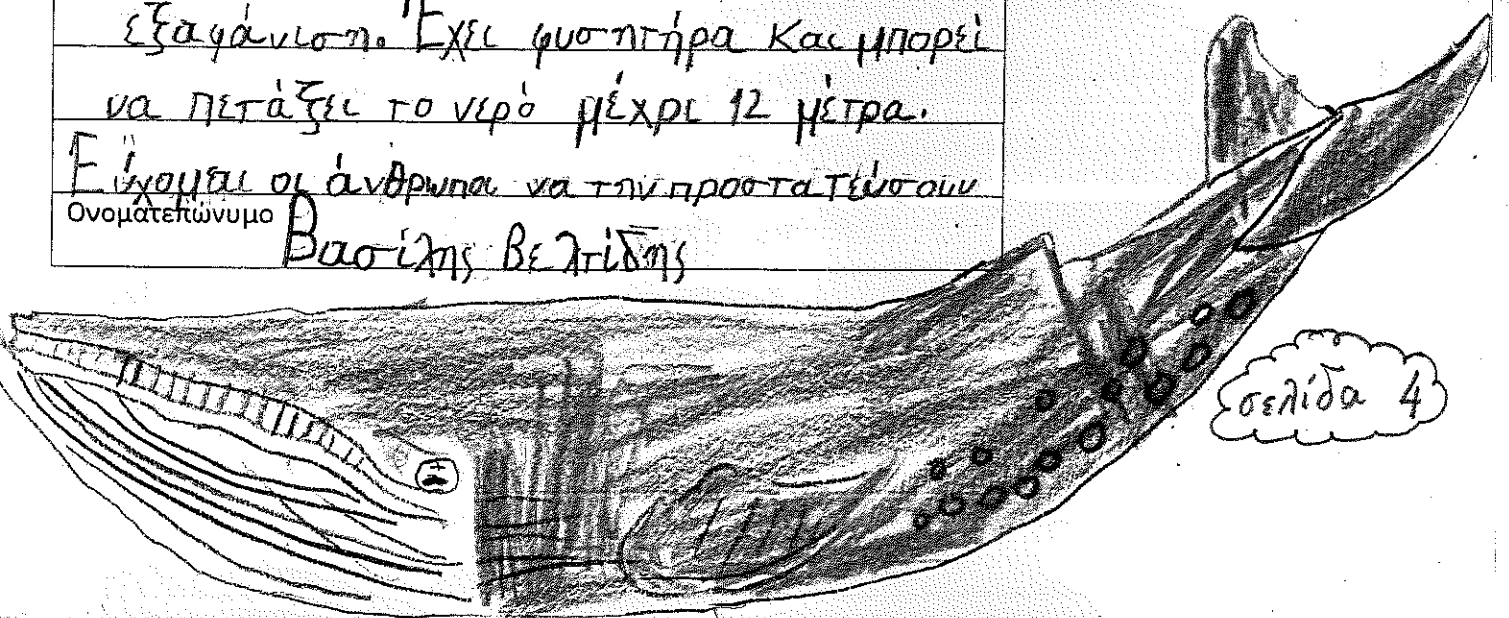 εξαφάνιση. Έχει φυσητήρα και μπορεί
να πετάξει το νερό μέχρι 12 μέτρα.
Εύχομαι οι άνθρωποι να την προστατεύσουν
Ονοματεπώνυμο Βασίλης Βελτίδης
σελίδα 4